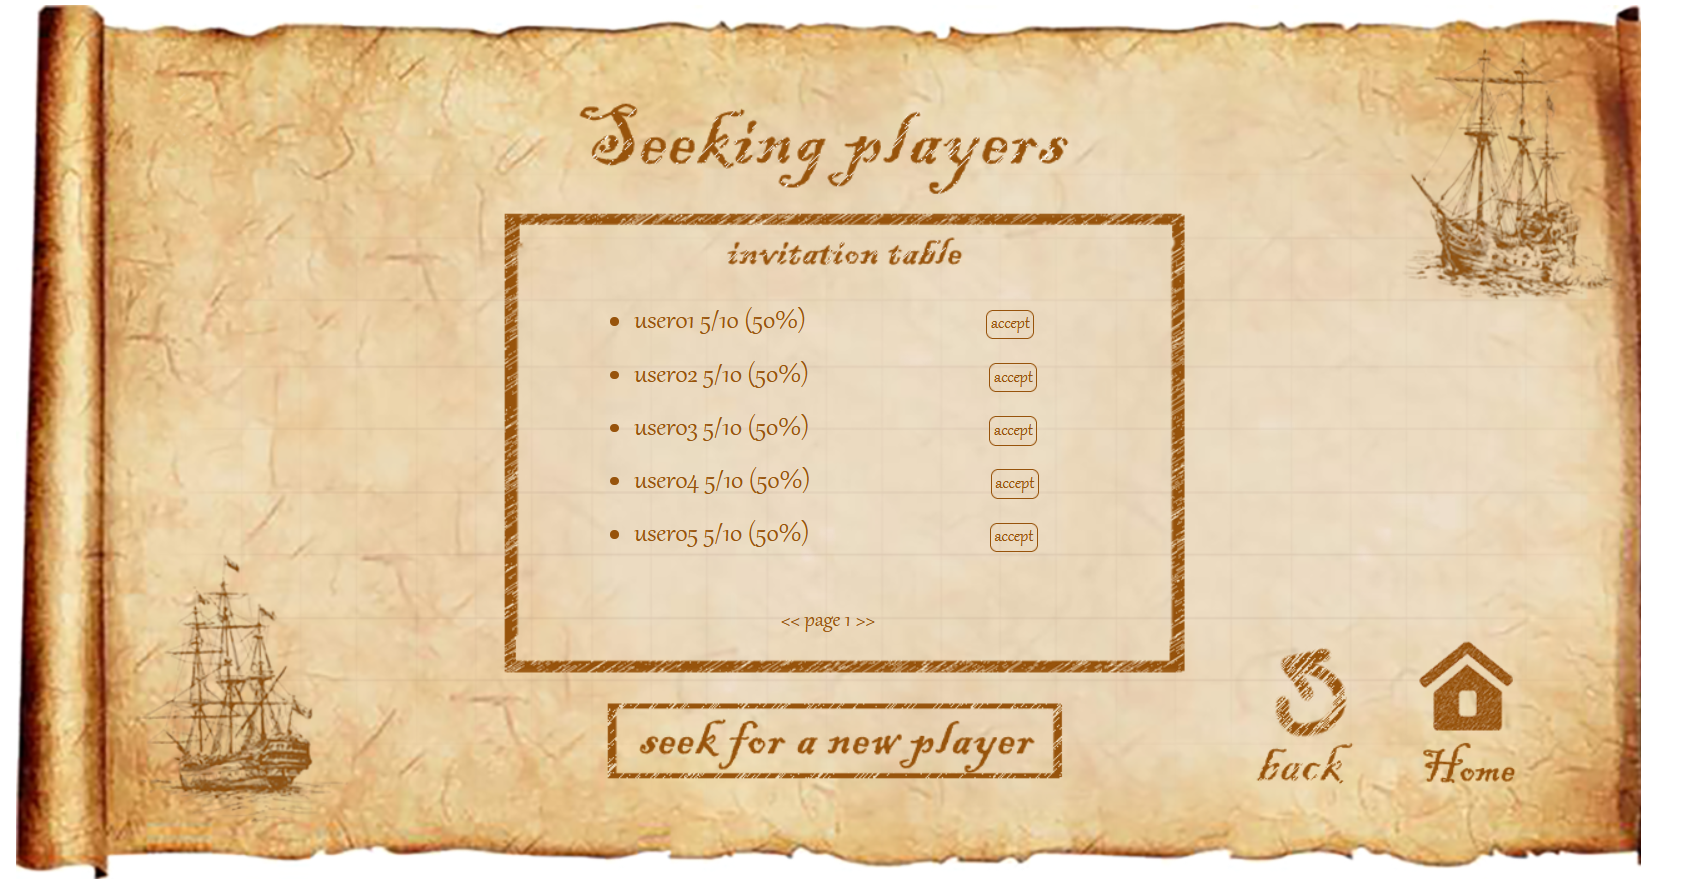 Seeking players
invitation table
• user01 5/10 (50%) accept
• user02 5/10 (50%) accept
• user03 5/10 (50%) accept
• user04 5/10 (50%) accept
• user05 5/10 (50%) accept
<< page 1 >>
seek for a new player
back
Home